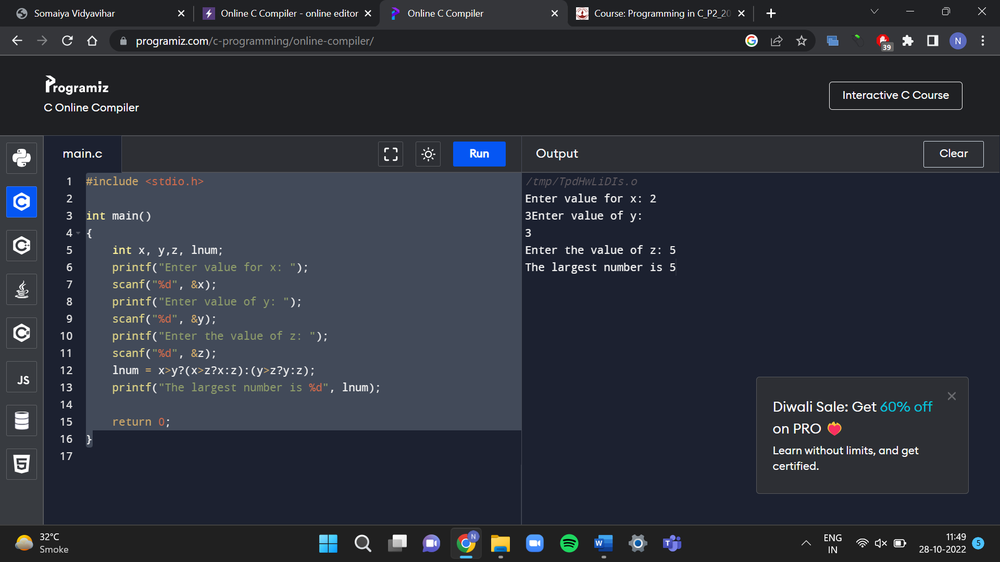 Somaiya Vidyavihar
Online C Compiler - online editor
Online C Compiler
Course: Programming in C_P2_20
programiz.com/c-programming/online-compiler/
39
N
Programiz
C Online Compiler
Interactive C Course
main.c
Run
Output
Clear
1 #include <stdio.h>
2
3 int main()
4 {
5 int x, y,z, lnum;
6 printf("Enter value for x: ");
7 scanf("%d", &x);
8 printf("Enter value of y: ");
9 scanf("%d", &y);
10 printf("Enter the value of z: ");
11 scanf("%d", &z);
12 lnum = x>y?(x>z?x:z):(y>z?y:z);
13 printf("The largest number is %d", lnum);
14
15 return 0;
16 }
17
JS
/tmp/TpdHwLiDIs.o
Enter value for x: 2
3Enter value of y:
3
Enter the value of z: 5
The largest number is 5
Diwali Sale: Get 60% off
on PRO
Learn without limits, and get
certified.
32°C
Smoke
ENG
IN
11:49
28-10-2022
5